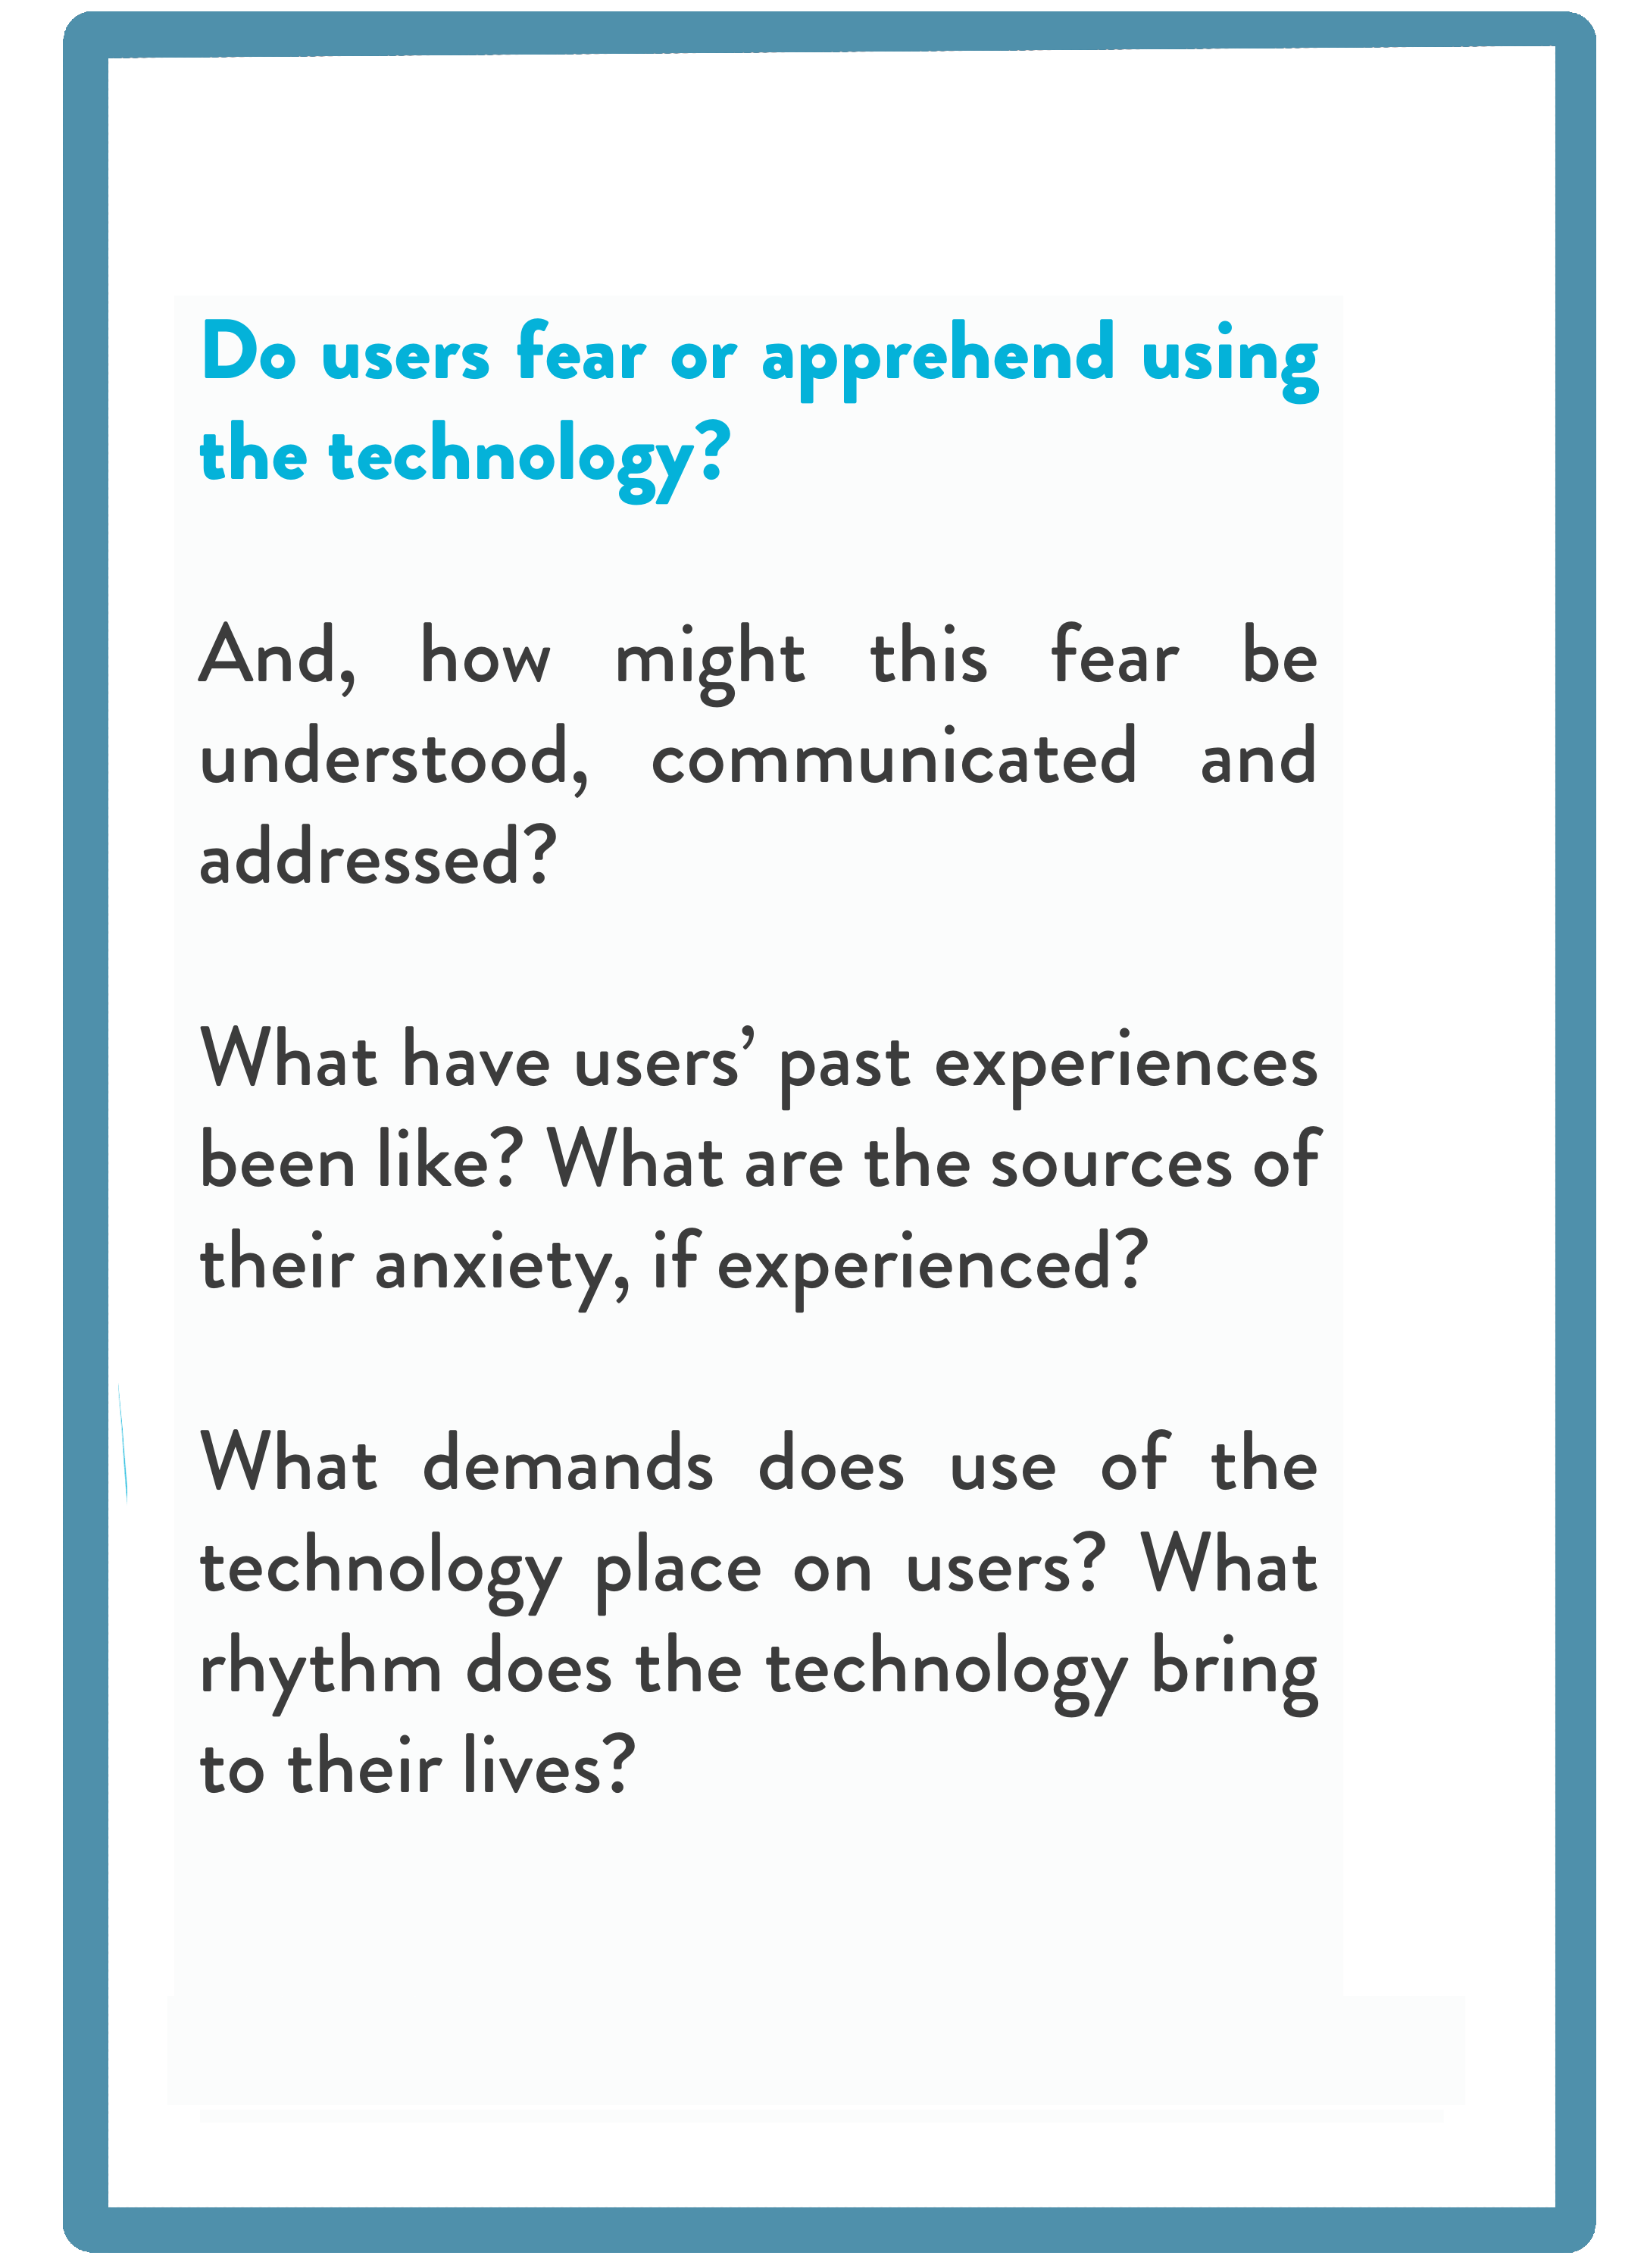 Do users fear or apprehend using
the technology?
And, how might this fear be
understood, communicated and
addressed?
What have users’ past experiences
been like? What are the sources of
their anxiety, if experienced?
What demands does use of the
technology place on users? What
rhythm does the technology bring
to their lives?